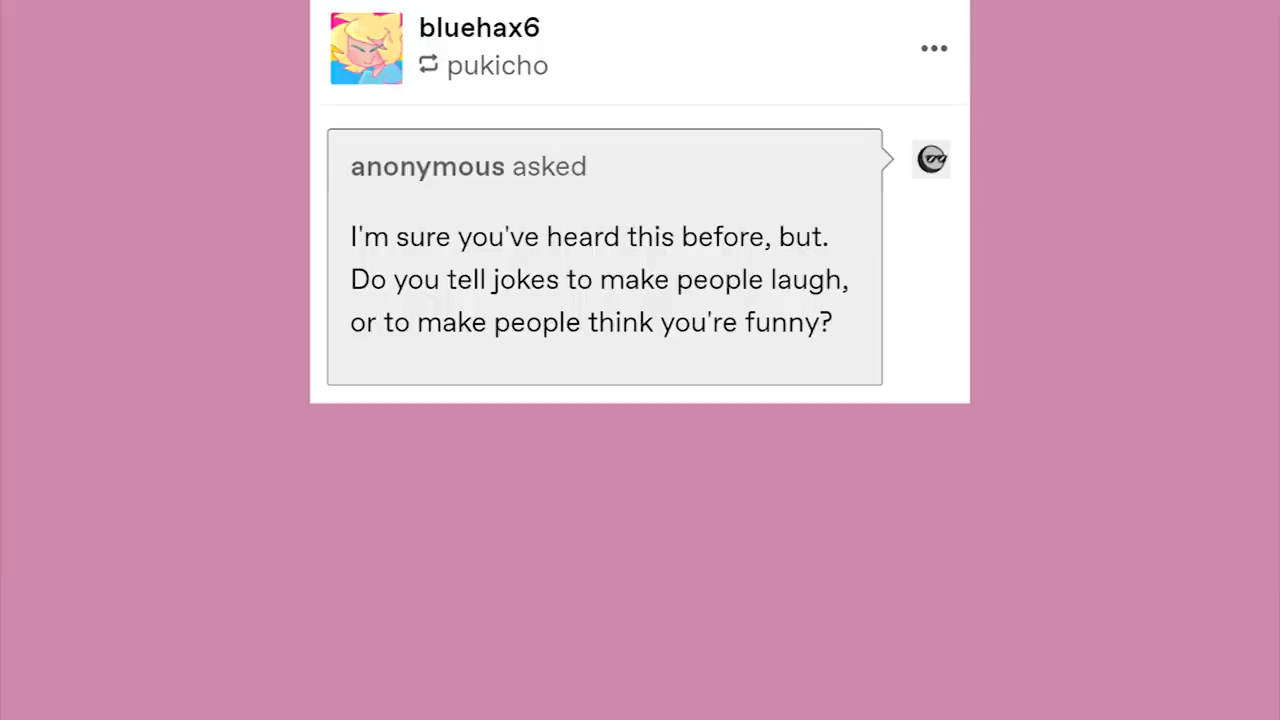 bluehax6
pukicho
anonymous asked
I'm sure you've heard this before, but.
Do you tell jokes to make people laugh,
or to make people think you're funny?